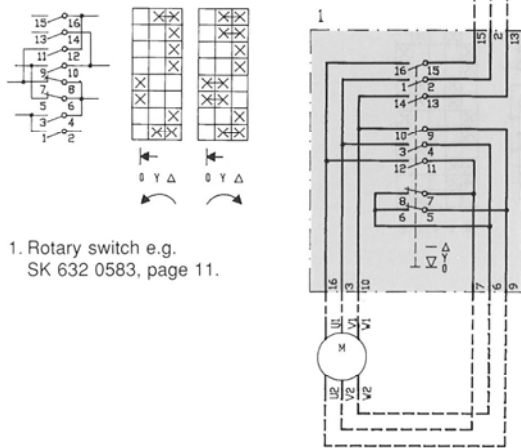 15 16
13 14
11 12
9 10
7 8
5 6
3 4
1 2
0 Y Δ
0 Y Δ
1. Rotary switch e.g.
SK 632 0583, page 11.
1
15 2 13
16 15
1 2
14 13
10 9
3 4
12 11
8 7
6 5
Δ
Y
0
16 3 10 7 6 9
U1 V1 W1
M
U2 V2 W2